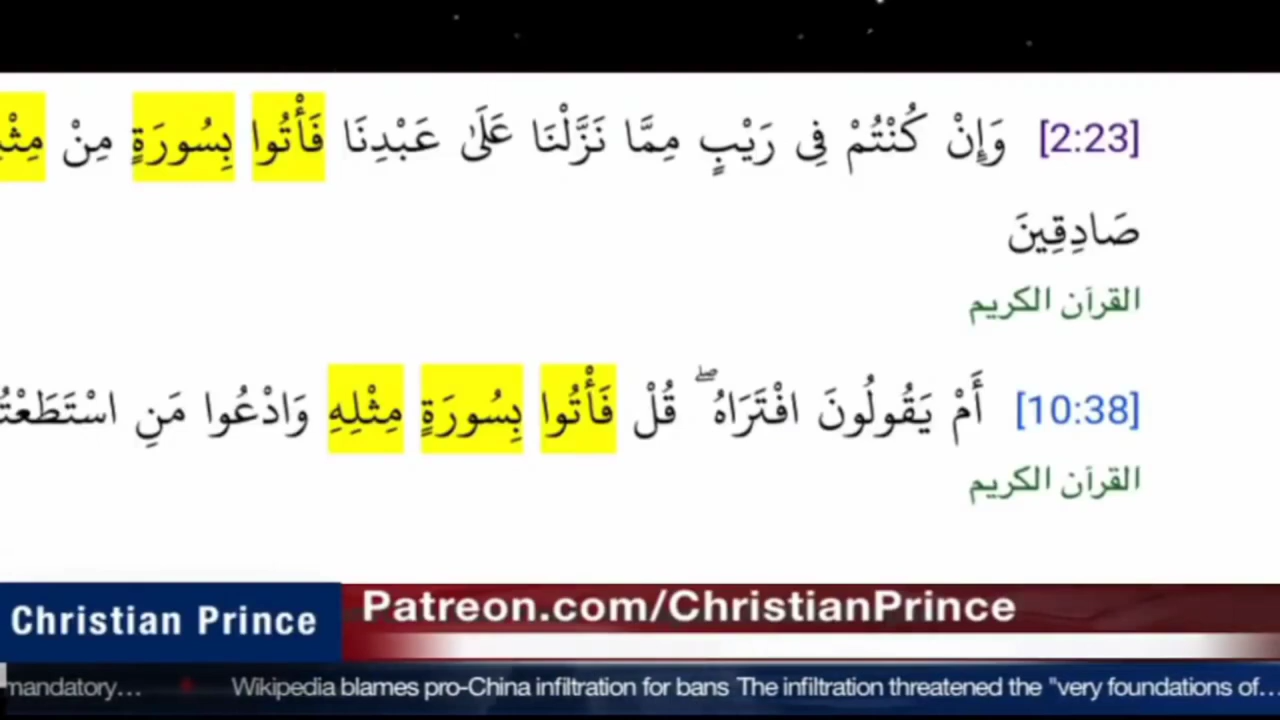 [2:23] وَإِنْ كُنْتُمْ فِى رَيْبٍ مِمَّا نَزَّلْنَا عَلَىٰ عَبْدِنَا فَأْتُوا بِسُورَةٍ مِنْ
صَادِقِينَ
القرآن الكريم
[10:38] أَمْ يَقُولُونَ افْتَرَاهُ ۖ قُلْ فَأْتُوا بِسُورَةٍ مِثْلِهِ وَادْعُوا مَنِ
القرآن الكريم
Patreon.com/ChristianPrince
Christian Prince
mandatory... Wikipedia blames pro-China infiltration for bans The infiltration threatened the "very foundations of...